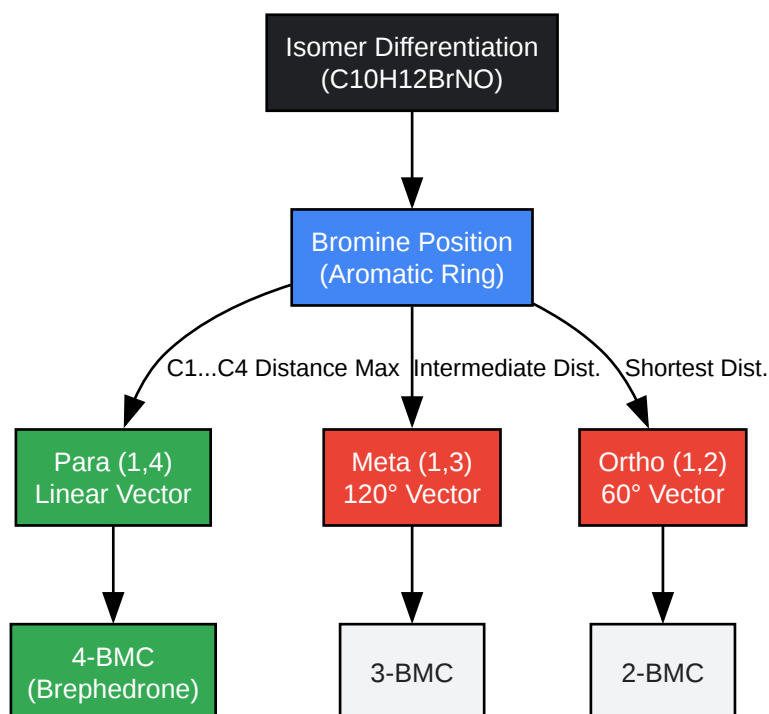 Isomer Differentiation
(C10H12BrNO)
Bromine Position
(Aromatic Ring)
C1...C4 Distance Max
Intermediate Dist.
Shortest Dist.
Para (1,4)
Linear Vector
Meta (1,3)
120° Vector
Ortho (1,2)
60° Vector
4-BMC
(Brephedrone)
3-BMC
2-BMC